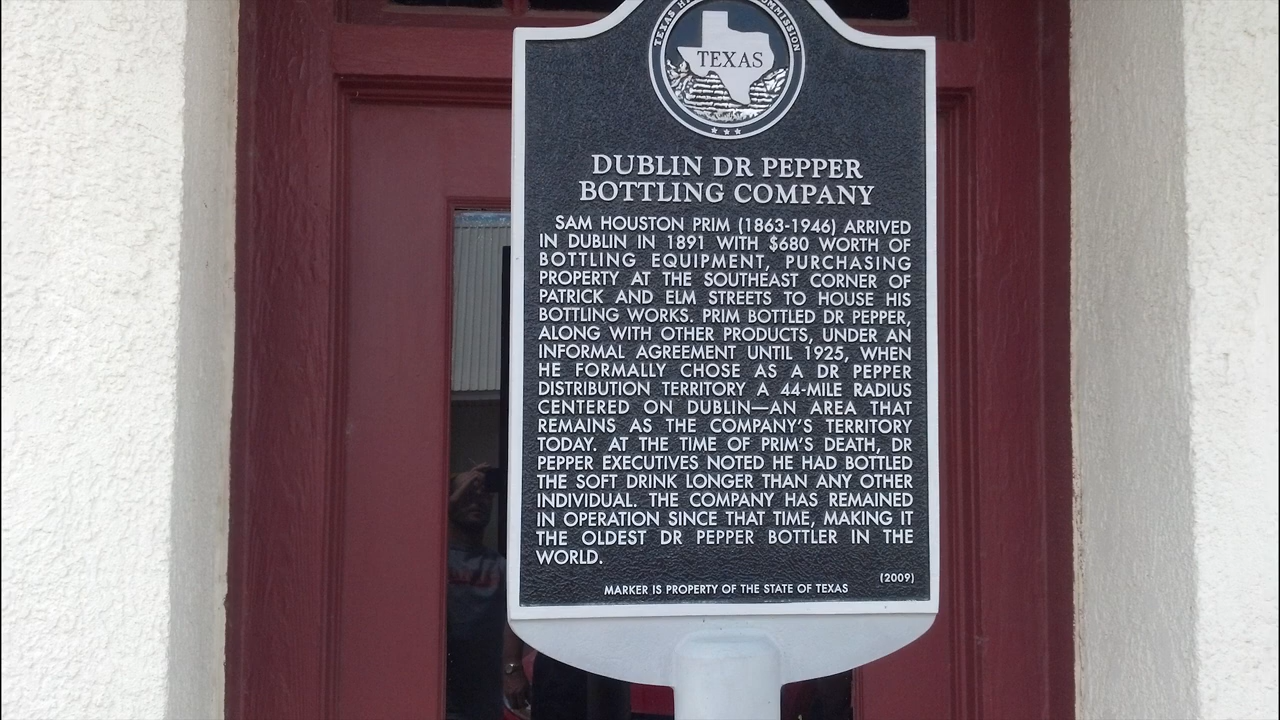 TEXAS
DUBLIN DR PEPPER
BOTTLING COMPANY
SAM HOUSTON PRIM (1863-1946) ARRIVED
IN DUBLIN IN 1891 WITH $680 WORTH OF
BOTTLING EQUIPMENT, PURCHASING
PROPERTY AT THE SOUTHEAST CORNER OF
PATRICK AND ELM STREETS TO HOUSE HIS
BOTTLING WORKS. PRIM BOTTLED DR PEPPER,
ALONG WITH OTHER PRODUCTS, UNDER AN
INFORMAL AGREEMENT UNTIL 1925, WHEN
HE FORMALLY CHOSE AS A DR PEPPER
DISTRIBUTION TERRITORY A 44-MILE RADIUS
CENTERED ON DUBLIN—AN AREA THAT
REMAINS AS THE COMPANY'S TERRITORY
TODAY. AT THE TIME OF PRIM'S DEATH, DR
PEPPER EXECUTIVES NOTED HE HAD BOTTLED
THE SOFT DRINK LONGER THAN ANY OTHER
INDIVIDUAL. THE COMPANY HAS REMAINED
IN OPERATION SINCE THAT TIME, MAKING IT
THE OLDEST DR PEPPER BOTTLER IN THE
WORLD.
(2009)
MARKER IS PROPERTY OF THE STATE OF TEXAS